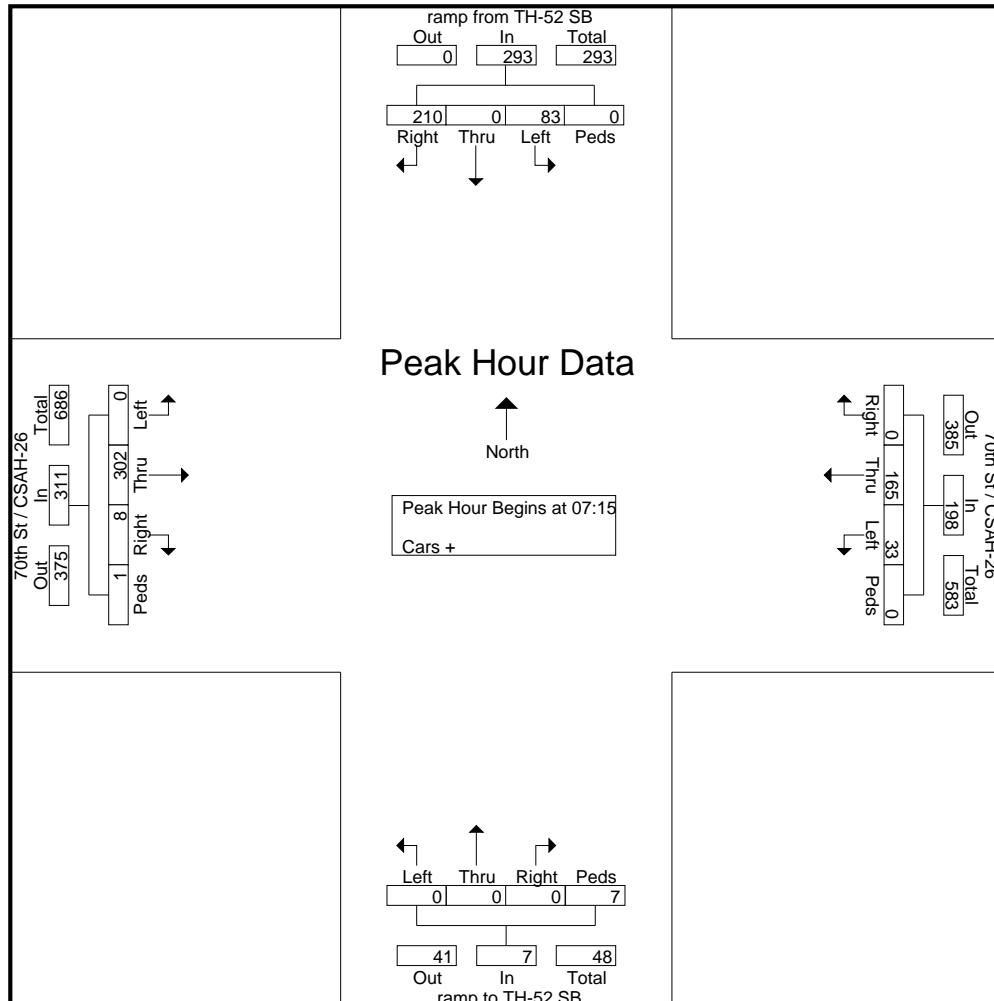 ramp from TH-52 SB
Out In Total
0 293 293
210 0 83 0
Right Thru Left Peds
Peak Hour Data
North
Peak Hour Begins at 07:15
Cars +
70th St / CSAH-26
Total In Out
686 311 375
0 302 8 1
Left Thru Right Peds
Right Thru Left Peds
0 165 33 0
385 198 583
Out In Total
70th St / CSAH-26
Left Thru Right Peds
0 0 0 7
41 7 48
Out In Total
ramp to TH-52 SB